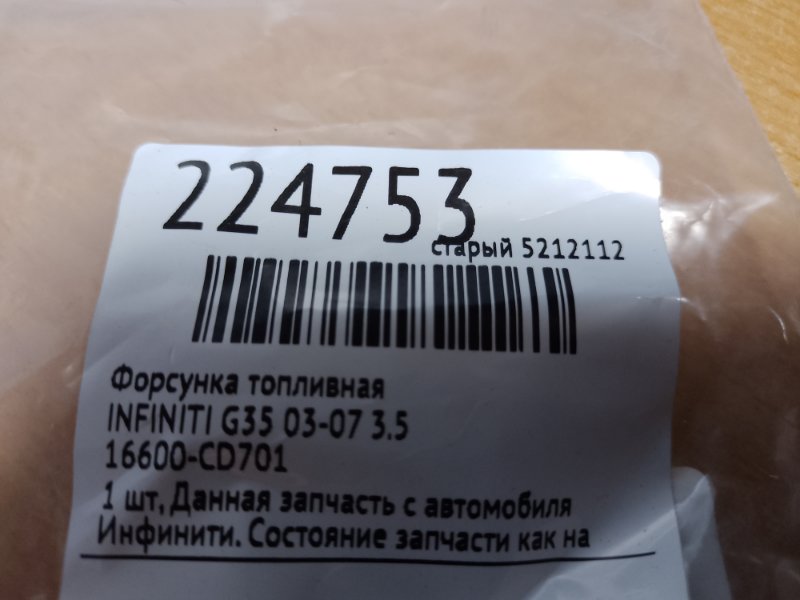 224753
старый 5212112
Форсунка топливная
INFINITI G35 03-07 3.5
16600-CD701
1 шт, Данная запчасть с автомобиля
Инфинити. Состояние запчасти как на